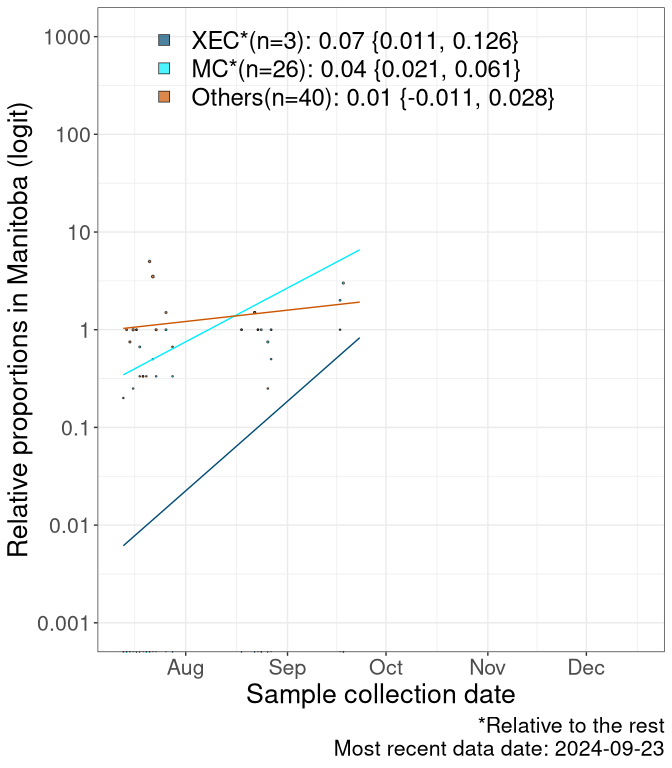 XEC*(n=3): 0.07 {0.011, 0.126}
MC*(n=26): 0.04 {0.021, 0.061}
Others(n=40): 0.01 {-0.011, 0.028}
Relative proportions in Manitoba (logit)
1000
100
10
1
0.1
0.01
0.001
Aug Sep Oct Nov Dec
Sample collection date
*Relative to the rest
Most recent data date: 2024-09-23